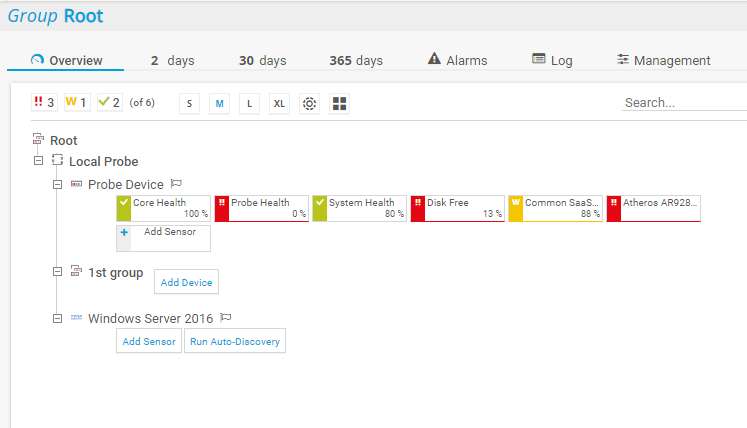 Group Root
Overview 2 days 30 days 365 days Alarms Log Management
!! 3 W 1 2 (of 6) S M L XL Search...
Root
Local Probe
Probe Device
Core Health Probe Health System Health Disk Free Common SaaS... Atheros AR928...
100 % 0 % 80 % 13 % 88 %
Add Sensor
1st group Add Device
Windows Server 2016
Add Sensor Run Auto-Discovery